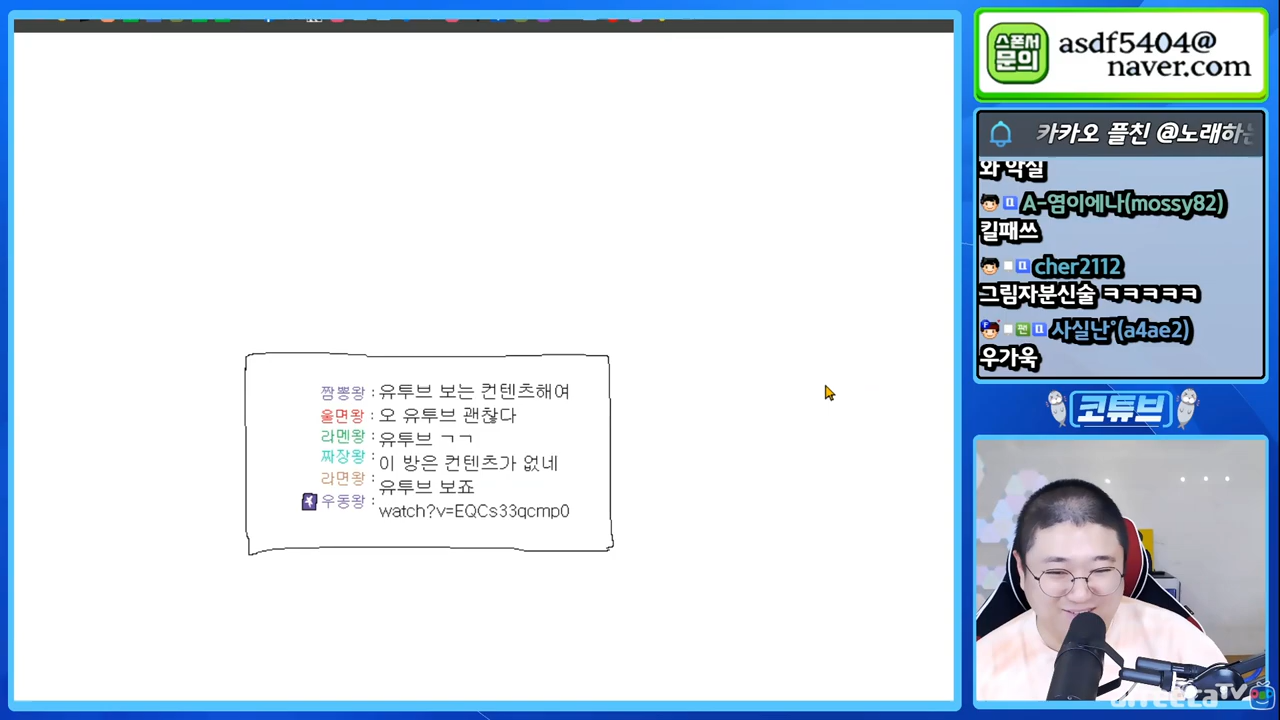 스폰서
문의
asdf5404@
naver.com
카카오 플친 @노래하는
와 악질
A-염이에나(mossy82)
킬패쓰
cher2112
그림자분신술 ㅋㅋㅋㅋㅋ
사실난°(a4ae2)
우가욱
코튜브
짬뽕왕 : 유투브 보는 컨텐츠해여
울면왕 : 오 유투브 괜찮다
라멘왕 : 유투브 ㄱㄱ
짜장왕 : 이 방은 컨텐츠가 없네
라면왕 : 유투브 보죠
우동왕 : watch?v=EQCs33qcmp0